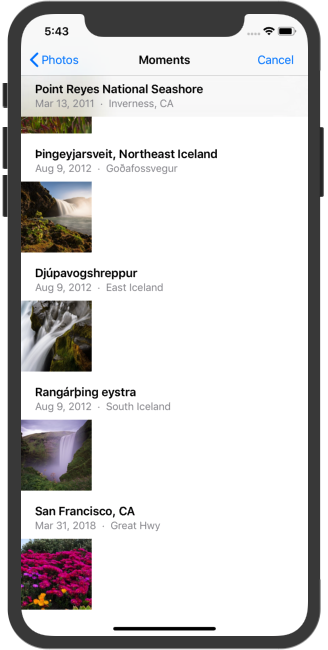 5:43
Photos Moments Cancel
Point Reyes National Seashore
Mar 13, 2011 · Inverness, CA
Þingeyjarsveit, Northeast Iceland
Aug 9, 2012 · Goðafossvegur
Djúpavogshreppur
Aug 9, 2012 · East Iceland
Rangárþing eystra
Aug 9, 2012 · South Iceland
San Francisco, CA
Mar 31, 2018 · Great Hwy